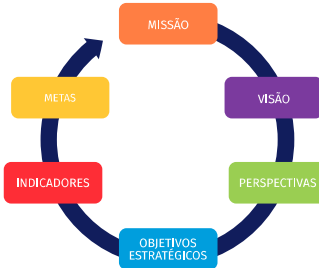 MISSÃO
VISÃO
PERSPECTIVAS
OBJETIVOS
ESTRATÉGICOS
INDICADORES
METAS